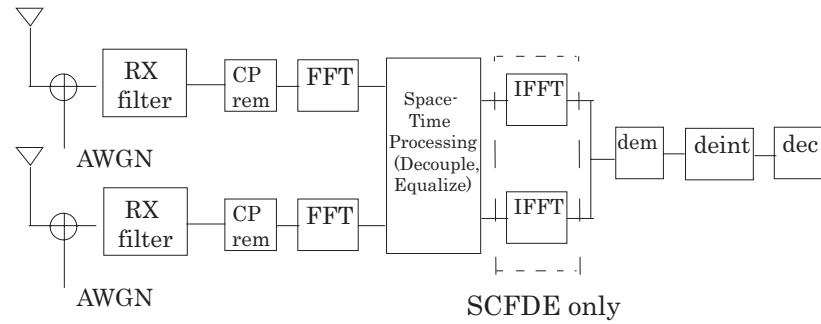 RX
filter
CP
rem
FFT
AWGN
Space-
Time
Processing
(Decouple,
Equalize)
IFFT
dem
deint
dec
RX
filter
CP
rem
FFT
IFFT
AWGN
SCFDE only